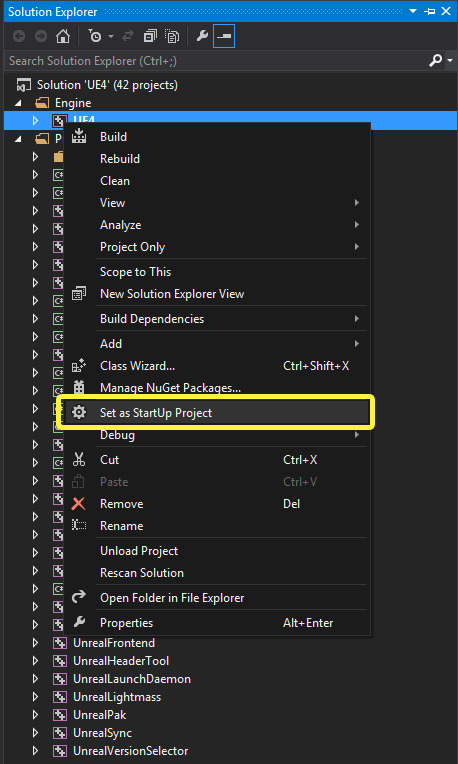 Solution Explorer
Search Solution Explorer (Ctrl+;)
Solution 'UE4' (42 projects)
Engine
UE4
P
Build
Rebuild
Clean
View
Analyze
Project Only
Scope to This
New Solution Explorer View
Build Dependencies
Add
Class Wizard... Ctrl+Shift+X
Manage NuGet Packages...
Set as StartUp Project
Debug
Cut Ctrl+X
Paste Ctrl+V
Remove Del
Rename
Unload Project
Rescan Solution
Open Folder in File Explorer
Properties Alt+Enter
UnrealFrontend
UnrealHeaderTool
UnrealLaunchDaemon
UnrealLightmass
UnrealPak
UnrealSync
UnrealVersionSelector